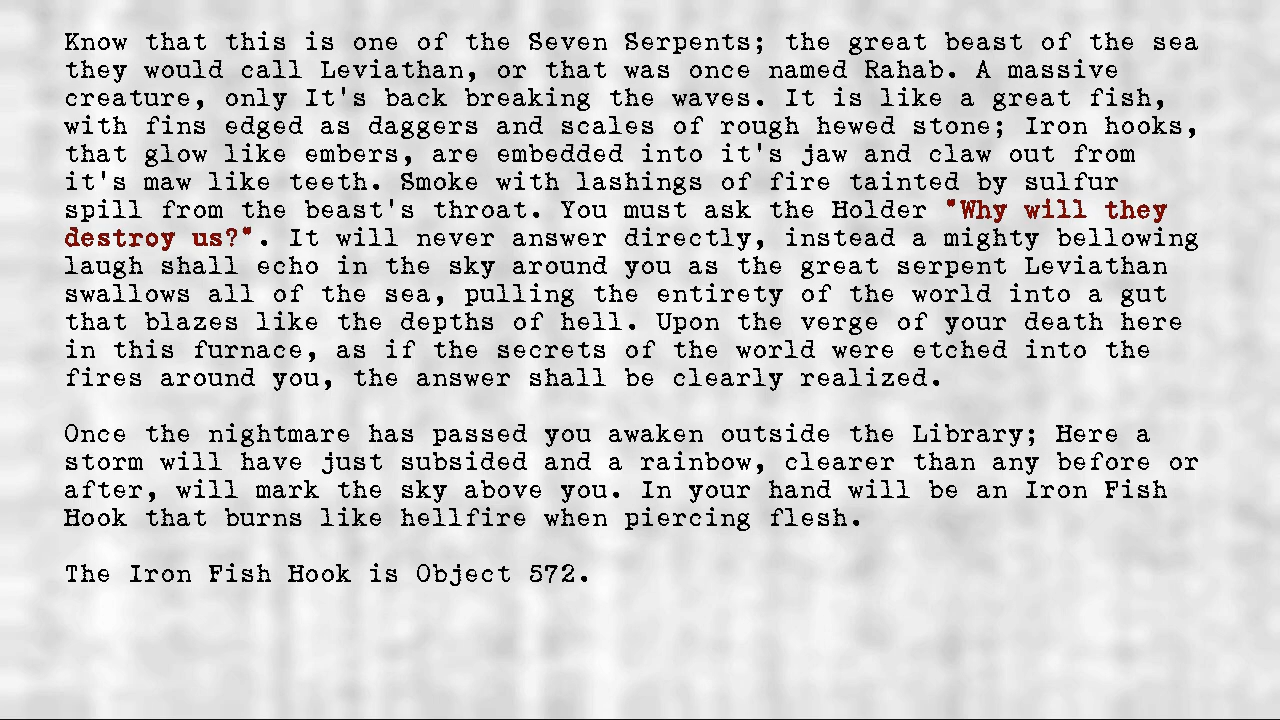 Know that this is one of the Seven Serpents; the great beast of the sea
they would call Leviathan, or that was once named Rahab. A massive
creature, only It's back breaking the waves. It is like a great fish,
with fins edged as daggers and scales of rough hewed stone; Iron hooks,
that glow like embers, are embedded into it's jaw and claw out from
it's maw like teeth. Smoke with lashings of fire tainted by sulfur
spill from the beast's throat. You must ask the Holder "Why will they
destroy us?". It will never answer directly, instead a mighty bellowing
laugh shall echo in the sky around you as the great serpent Leviathan
swallows all of the sea, pulling the entirety of the world into a gut
that blazes like the depths of hell. Upon the verge of your death here
in this furnace, as if the secrets of the world were etched into the
fires around you, the answer shall be clearly realized.

Once the nightmare has passed you awaken outside the Library; Here a
storm will have just subsided and a rainbow, clearer than any before or
after, will mark the sky above you. In your hand will be an Iron Fish
Hook that burns like hellfire when piercing flesh.

The Iron Fish Hook is Object 572.